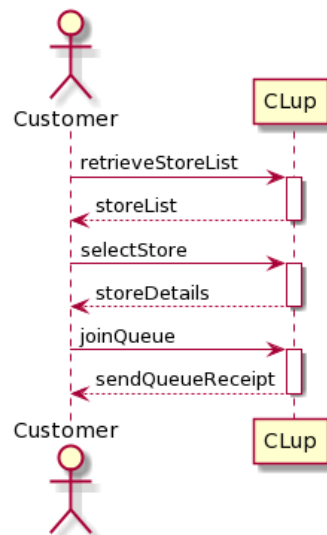 Customer
CLup
retrieveStoreList
storeList
selectStore
storeDetails
joinQueue
sendQueueReceipt
Customer
CLup